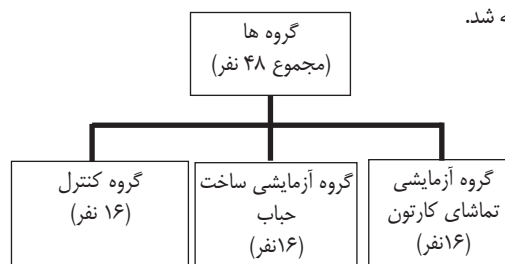 ه شد.
گروه ها
(مجموع ۴۸ نفر)
گروه آزمایشی
تماشای کارتون
(۱۶نفر)
گروه آزمایشی ساخت
حباب
(۱۶نفر)
گروه کنترل
(۱۶ نفر)